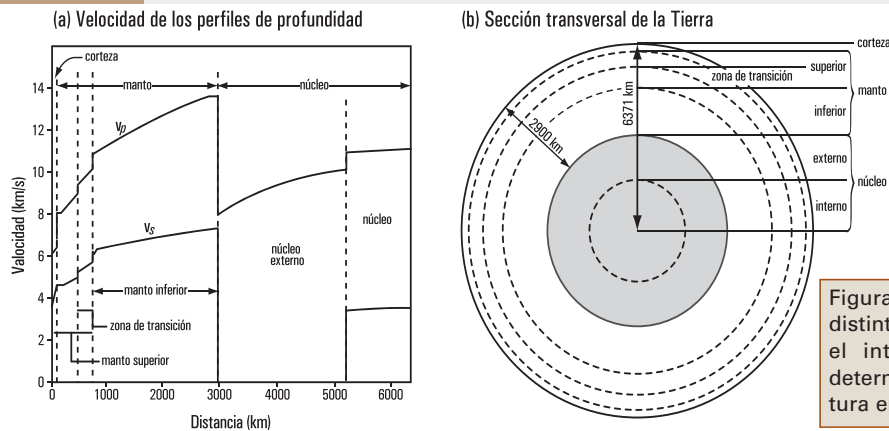 (a) Velocidad de los perfiles de profundidad
corteza
manto
núcleo
14
12
10
8
6
4
2
0
Valocidad (km/s)
Vp
Vs
núcleo
externo
núcleo
manto inferior
zona de transición
manto superior
0
1000
2000
3000
4000
5000
6000
Distancia (km)
(b) Sección transversal de la Tierra
corteza
superior
zona de transición
manto
inferior
6371 km
2900 km
externo
núcleo
interno
Figura
distint
el int
determ
tura e